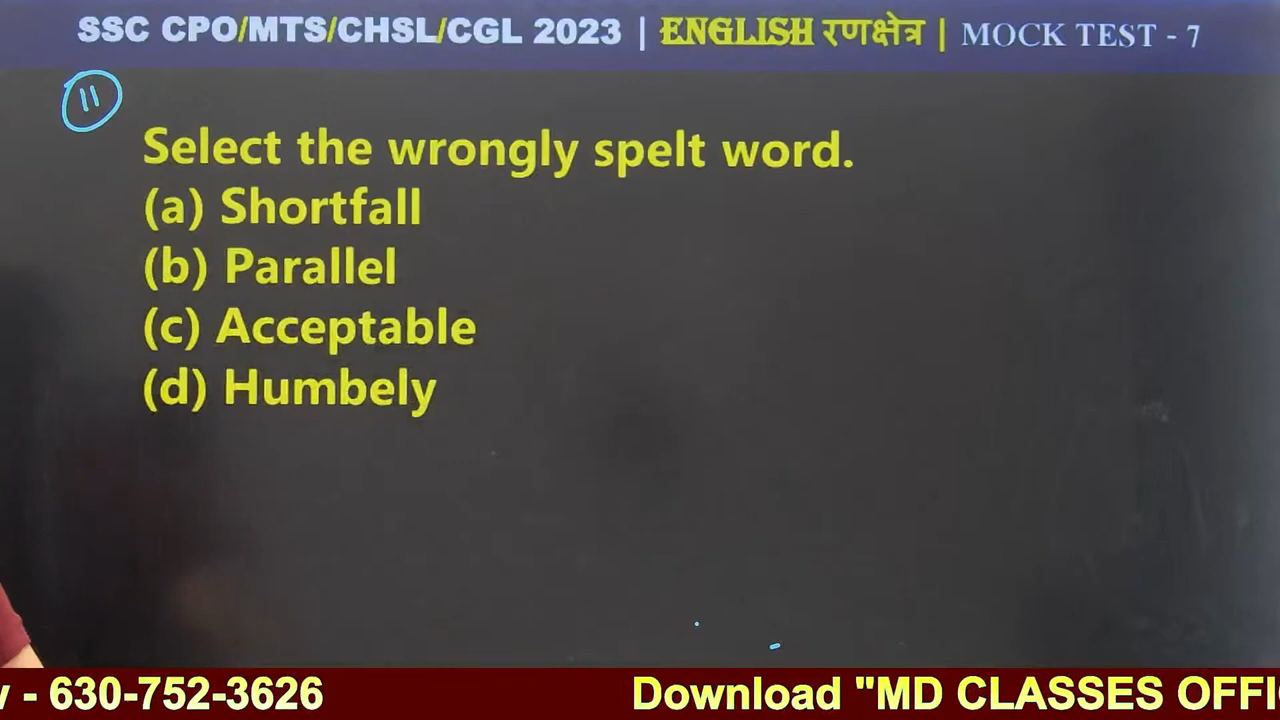 SSC CPO/MTS/CHSL/CGL 2023 | ENGLISH रणक्षेत्र | MOCK TEST - 7
11
Select the wrongly spelt word.
(a) Shortfall
(b) Parallel
(c) Acceptable
(d) Humbely
- 630-752-3626 Download "MD CLASSES